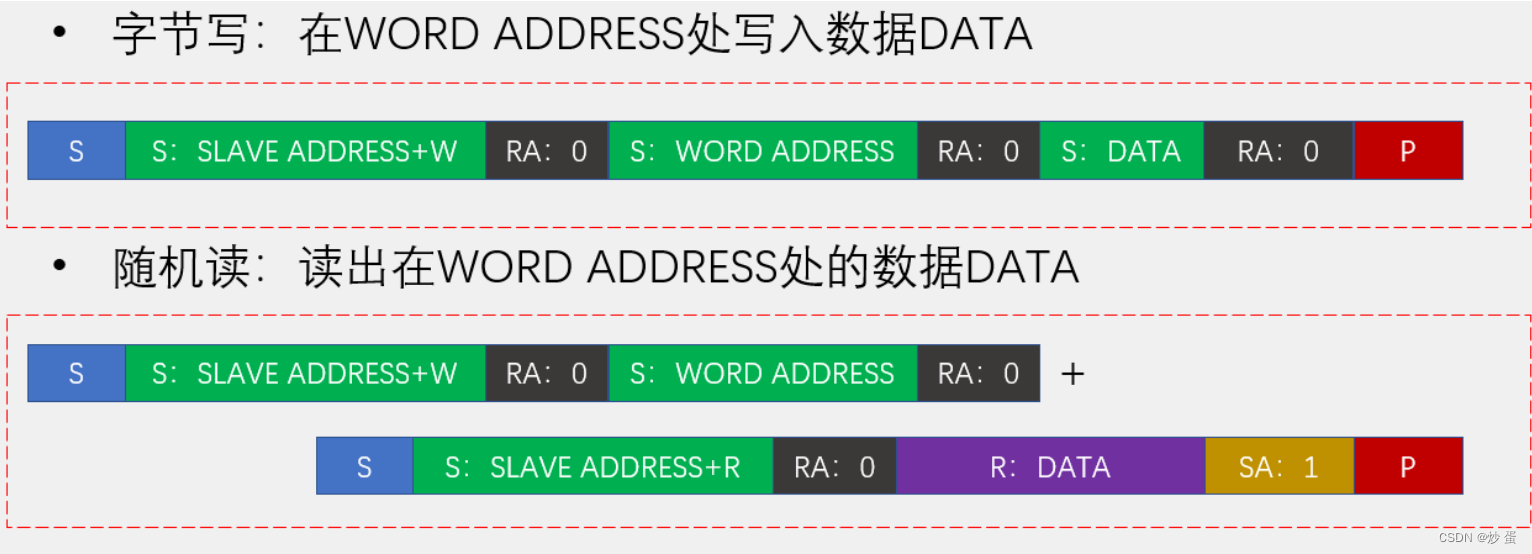 • 字节写：在WORD ADDRESS处写入数据DATA
S S：SLAVE ADDRESS+W RA：0 S：WORD ADDRESS RA：0 S：DATA RA：0 P
• 随机读：读出在WORD ADDRESS处的数据DATA
S S：SLAVE ADDRESS+W RA：0 S：WORD ADDRESS RA：0 +
S S：SLAVE ADDRESS+R RA：0 R：DATA SA：1 P
CSDN @炒 蛋